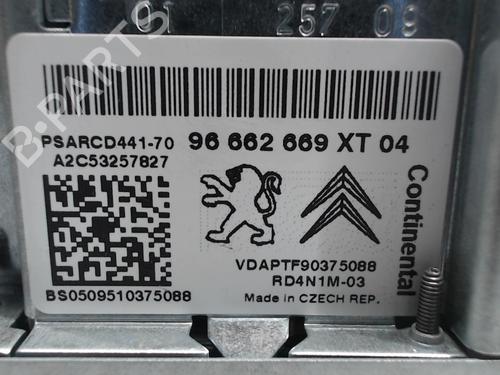 01 257 09
PSARCD441-70 96 662 669 XT 04
A2C53257827
Continental
VDAPTF90375088
RD4N1M-03
BS0509510375088 Made in CZECH REP.